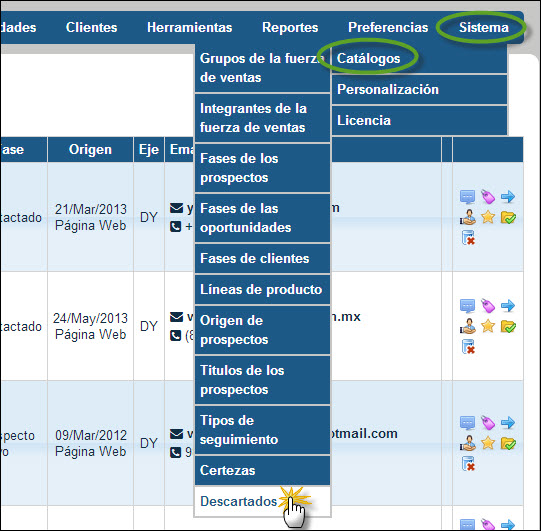 dades Clientes Herramientas Reportes Preferencias Sistema
Grupos de la fuerza
de ventas
Catálogos
Personalización
Licencia
Integrantes de la
fuerza de ventas
Fases de los
prospectos
Fases de las
oportunidades
Fases de clientes
Líneas de producto
Origen de
prospectos
Titulos de los
prospectos
Tipos de
seguimiento
Certezas
Descartados
ase Origen Eje Ema
tactado 21/Mar/2013 DY y m
Página Web +
tactado 24/May/2013 DY v n.mx
Página Web (8
specto 09/Mar/2012 DY v otmail.com
vo Página Web 9